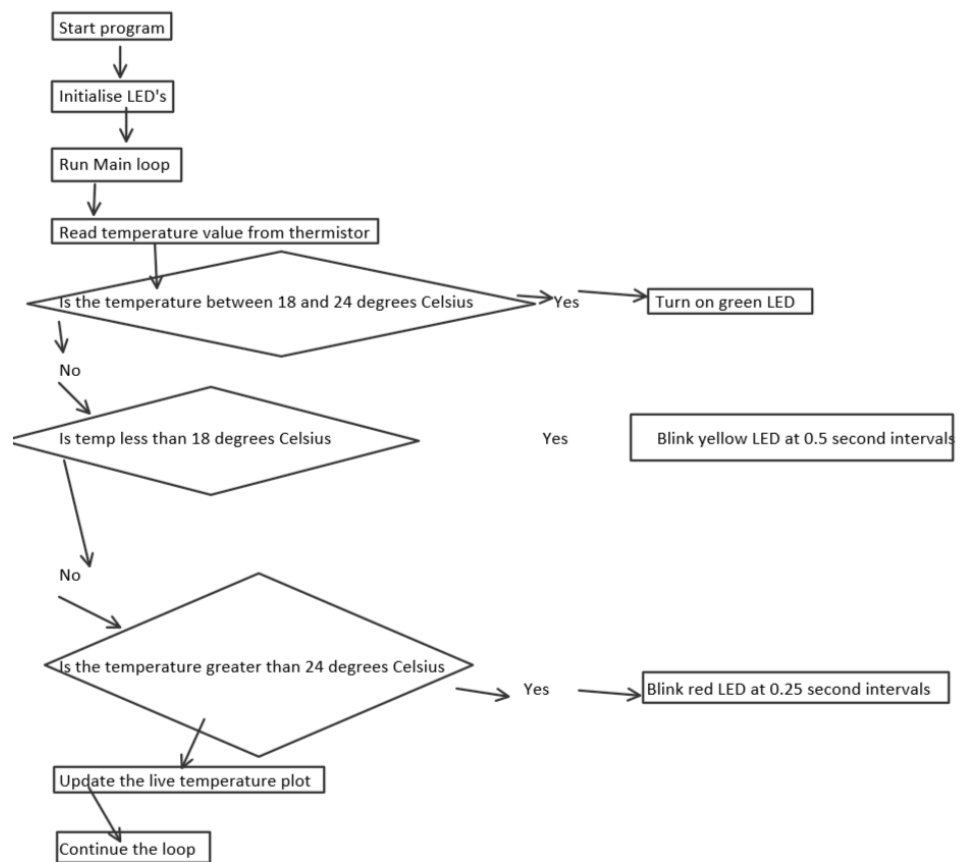 Start program
Initialise LED's
Run Main loop
Read temperature value from thermistor
Is the temperature between 18 and 24 degrees Celsius
Yes
Turn on green LED
No
Is temp less than 18 degrees Celsius
Yes
Blink yellow LED at 0.5 second intervals
No
Is the temperature greater than 24 degrees Celsius
Yes
Blink red LED at 0.25 second intervals
Update the live temperature plot
Continue the loop